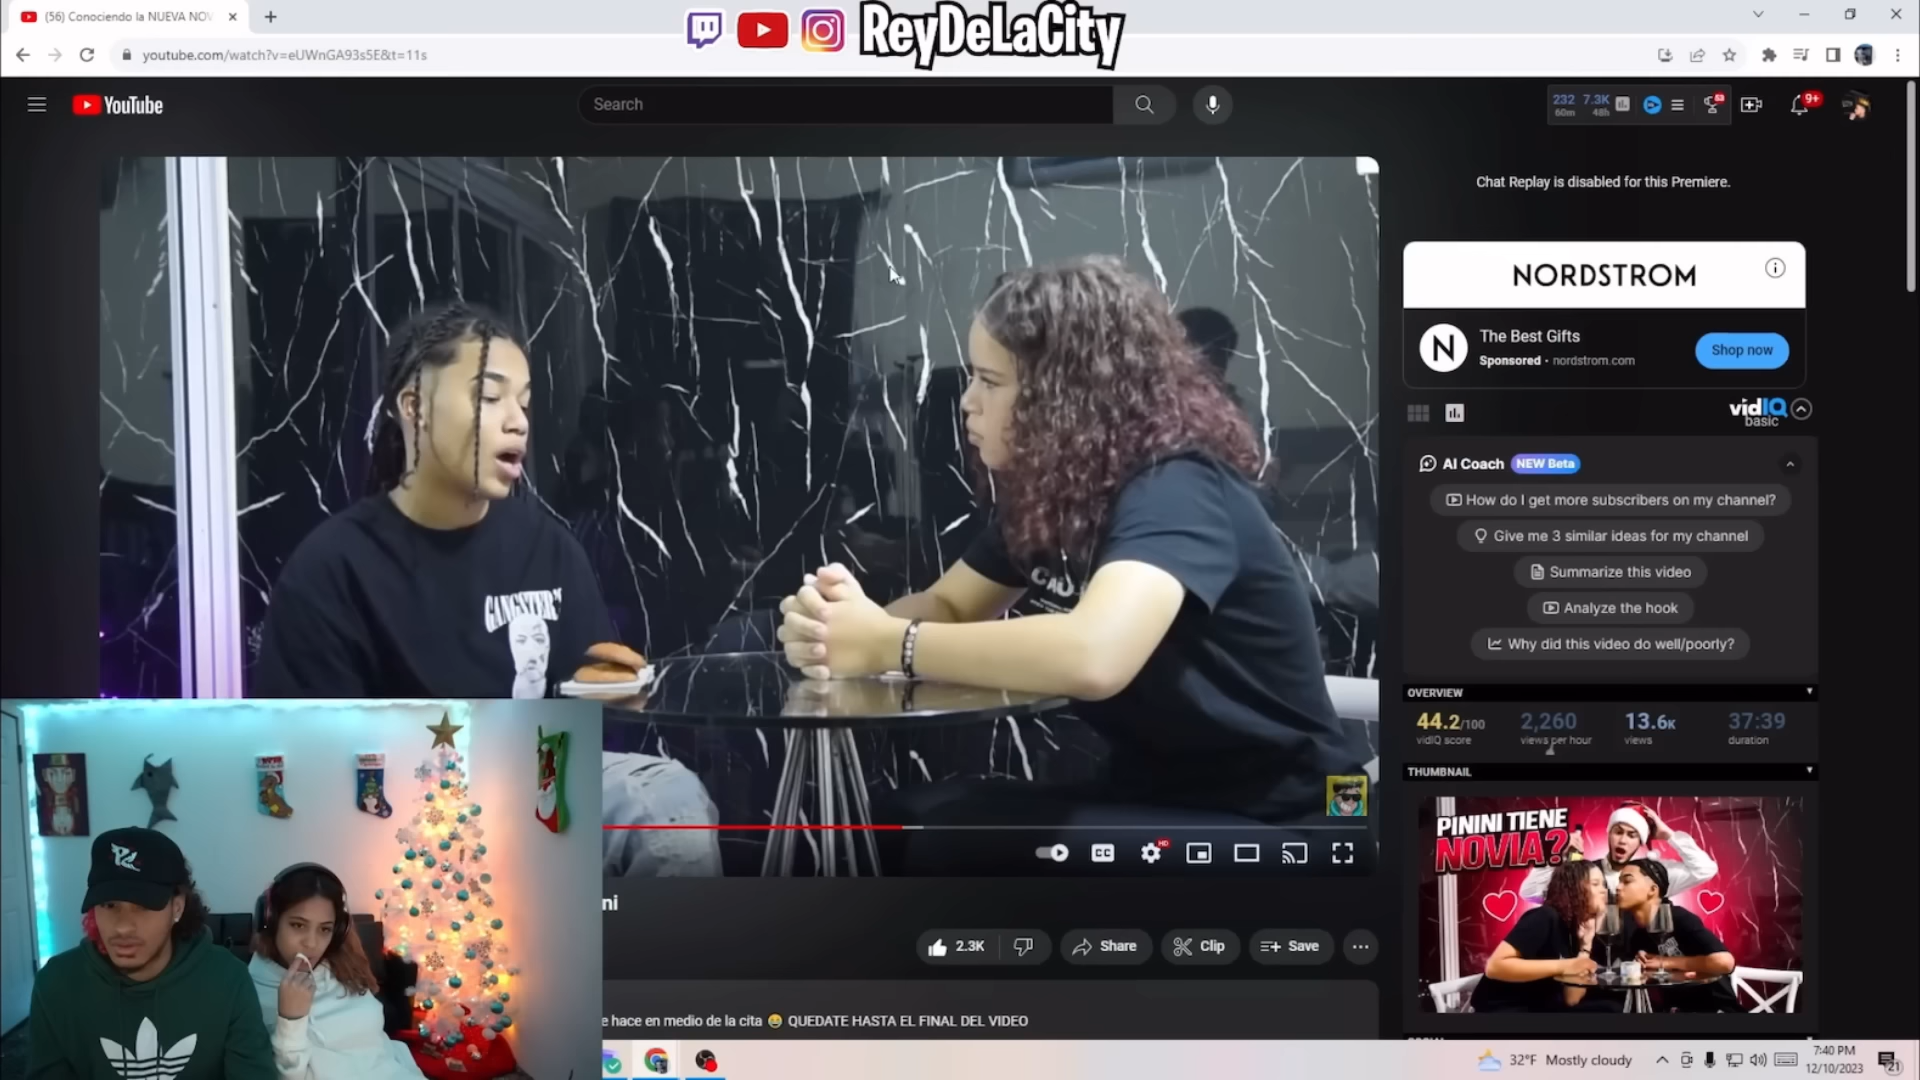 (56) Conociendo la NUEVA NOV
ReyDeLaCity
youtube.com/watch?v=eUWnGA93s5E&t=11s
YouTube
Search
232 7.3K
60m 48h
9+
Chat Replay is disabled for this Premiere.
NORDSTROM
N
The Best Gifts
Sponsored · nordstrom.com
Shop now
vidIQ
basic
AI Coach NEW Beta
How do I get more subscribers on my channel?
Give me 3 similar ideas for my channel
Summarize this video
Analyze the hook
Why did this video do well/poorly?
OVERVIEW
44.2/100 2,260 13.6K 37:39
vidIQ score views per hour views duration
THUMBNAIL
PININI TIENE
NOVIA?
GANGSTER
CC
HD
ni
2.3K
Share
Clip
Save
e hace en medio de la cita 😂 QUEDATE HASTA EL FINAL DEL VIDEO
32°F Mostly cloudy
7:40 PM
12/10/2023
21